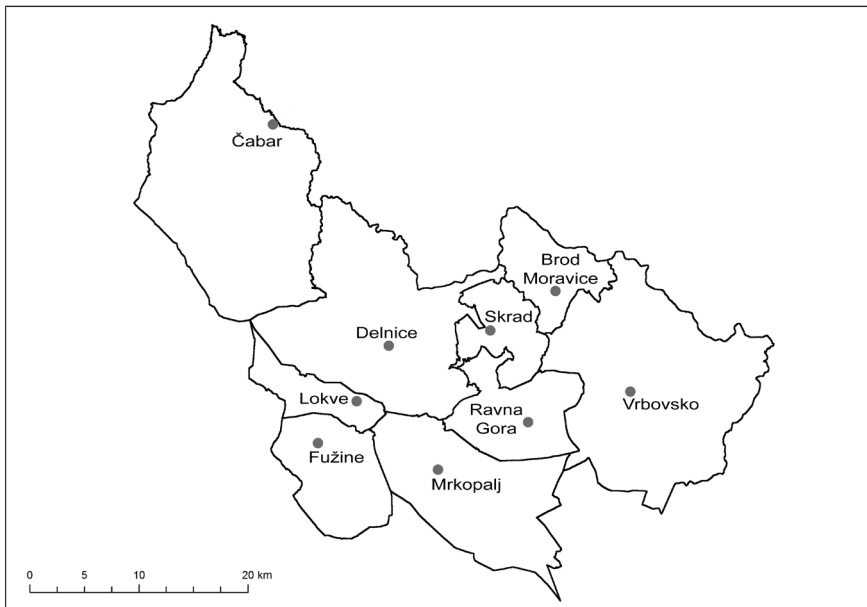 Čabar
Brod
Moravice
Skrad
Delnice
Lokve
Ravna
Gora
Vrbovsko
Fužine
Mrkopalj
0 5 10 20 km